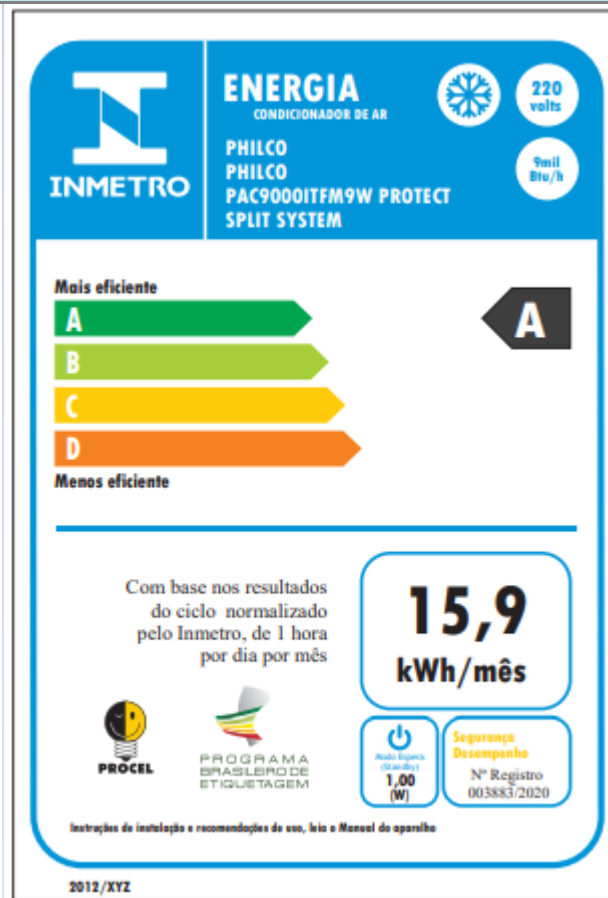 INMETRO
ENERGIA
CONDICIONADOR DE AR
220
volts
9mil
Btu/h
PHILCO
PHILCO
PAC9000ITFM9W PROTECT
SPLIT SYSTEM
Mais eficiente
A
A
B
C
D
Menos eficiente
Com base nos resultados
do ciclo normalizado
pelo Inmetro, de 1 hora
por dia por mês
15,9
kWh/mês
PROCEL
PROGRAMA
BRASILEIRO DE
ETIQUETAGEM
Modo Espera
(Standby)
1,00
(W)
Segurança
Desempenho
Nº Registro
003883/2020
Instruções de instalação e recomendações de uso, leia o Manual do aparelho
2012/XYZ